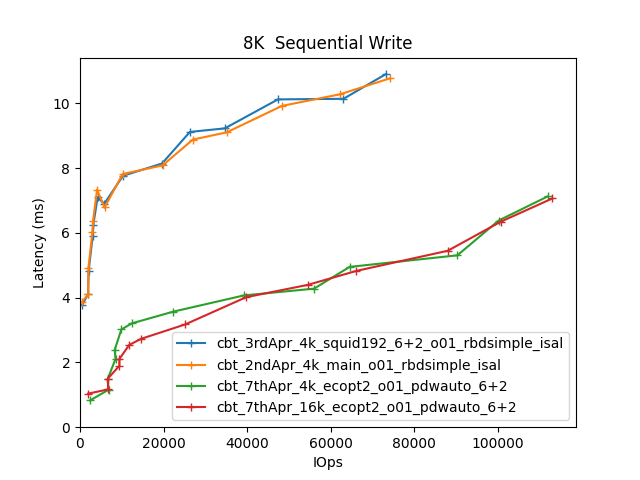 8K  Sequential Write
Latency (ms)
10
8
6
4
2
0
0 20000 40000 60000 80000 100000
IOps
cbt_3rdApr_4k_squid192_6+2_o01_rbdsimple_isal
cbt_2ndApr_4k_main_o01_rbdsimple_isal
cbt_7thApr_4k_ecopt2_o01_pdwauto_6+2
cbt_7thApr_16k_ecopt2_o01_pdwauto_6+2